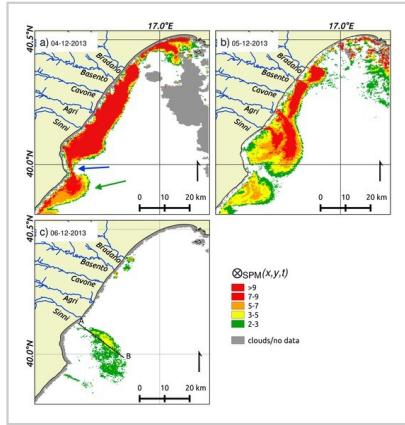 17.0°E
17.0°E
a) 04-12-2013
b) 05-12-2013
40.5°N
Bradano
Basento
Cavone
Agri
Sinni
Bradano
Basento
Cavone
Agri
Sinni
40.0°N
0 10 20 km
0 10 20 km
c) 06-12-2013
40.5°N
Bradano
Basento
Cavone
Agri
Sinni
A
B
40.0°N
0 10 20 km
⊗SPM(x,y,t)
>9
7-9
5-7
3-5
2-3
clouds/no data